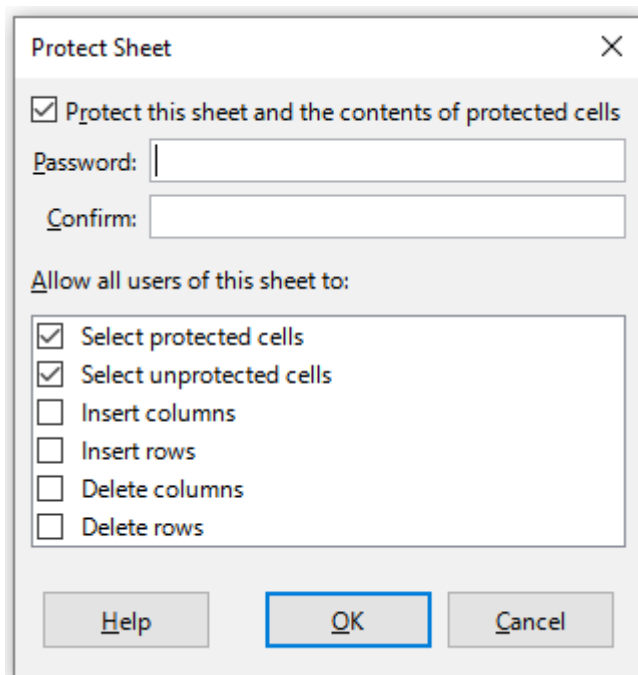 Protect Sheet
Protect this sheet and the contents of protected cells
Password:
Confirm:
Allow all users of this sheet to:
Select protected cells
Select unprotected cells
Insert columns
Insert rows
Delete columns
Delete rows
Help OK Cancel